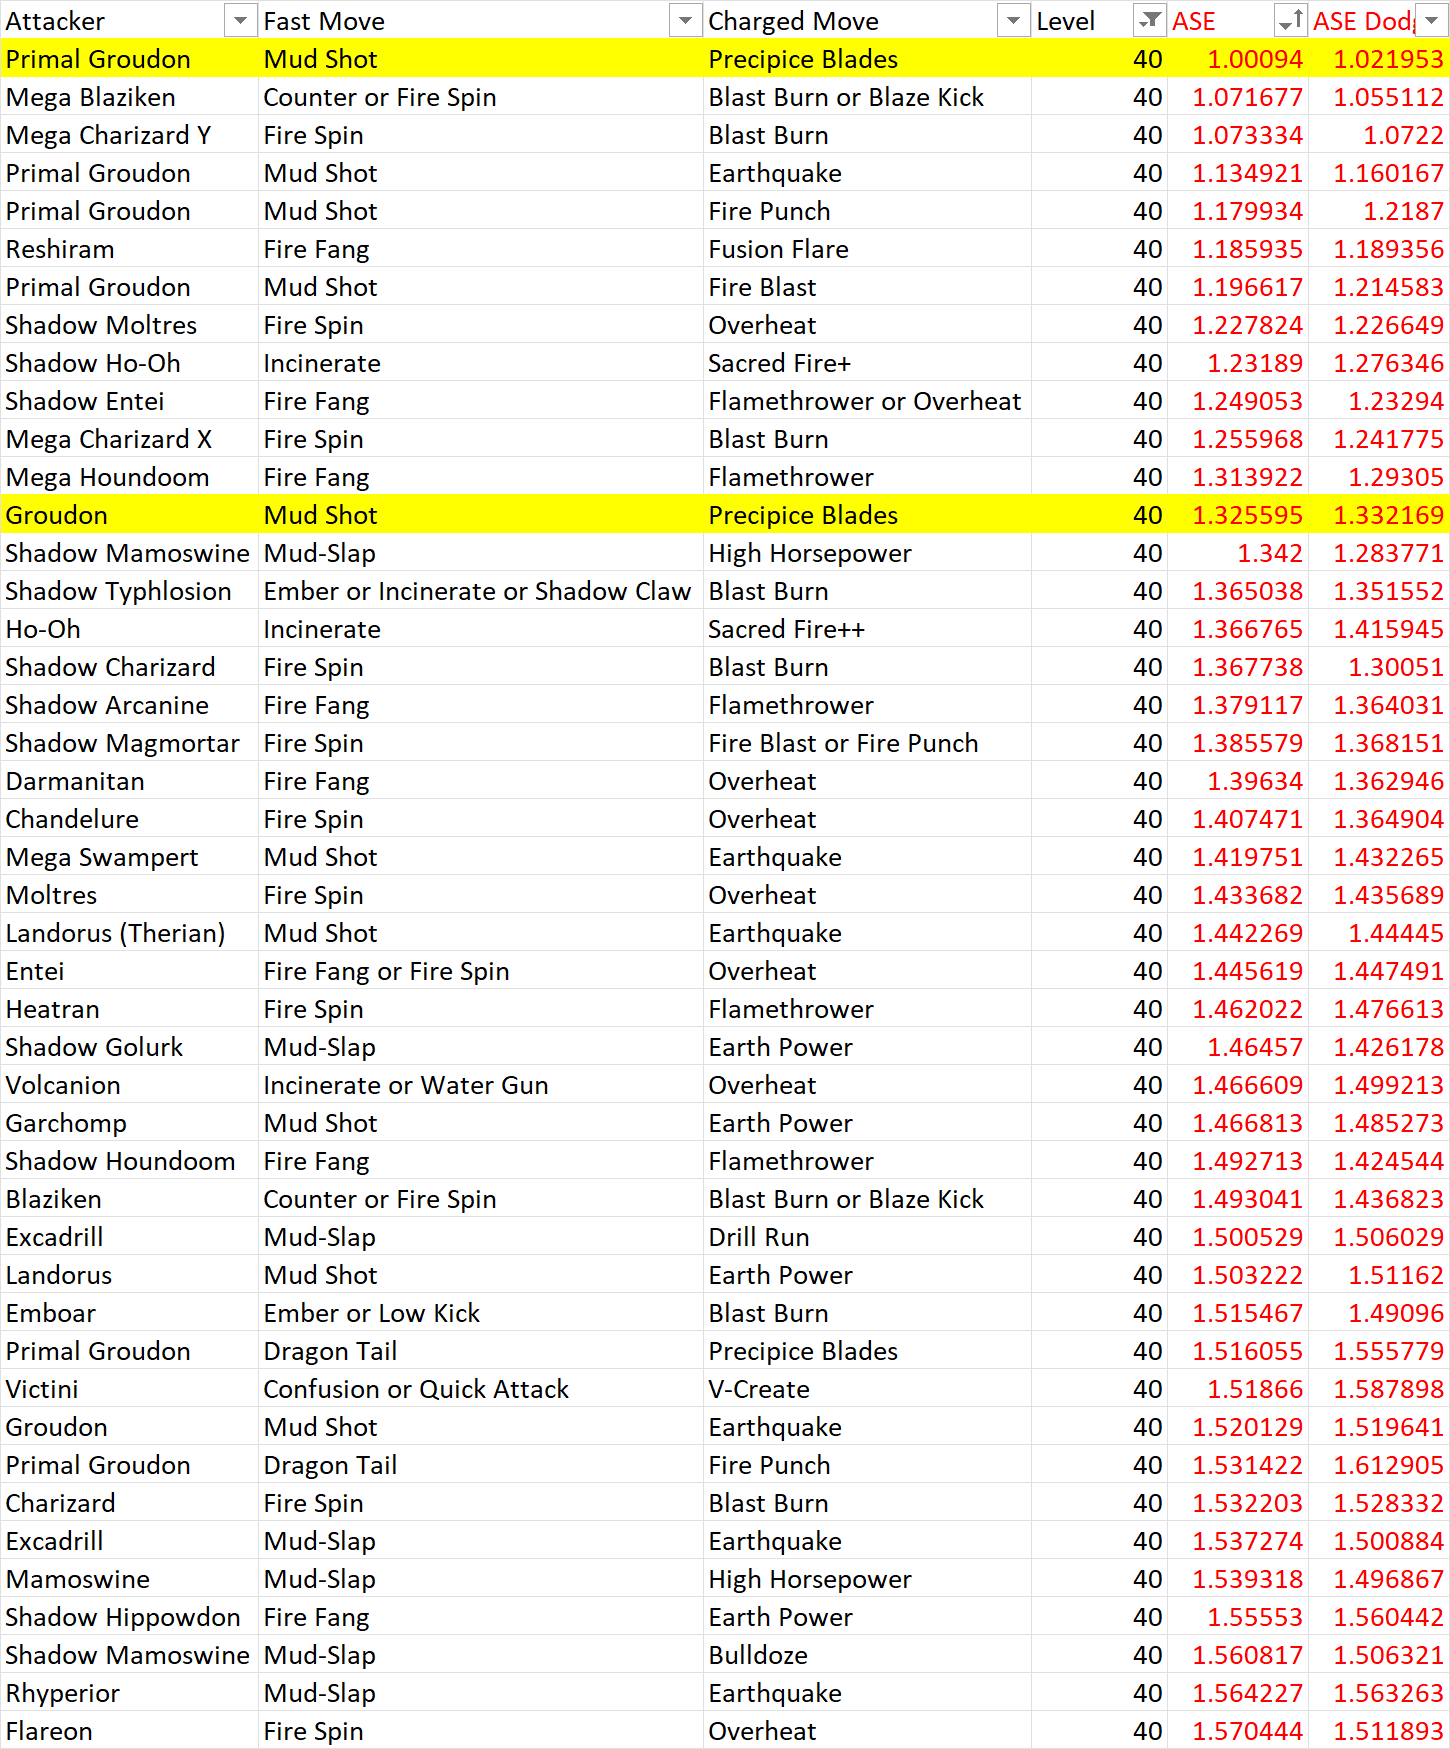 Attacker Fast Move Charged Move Level ASE ASE Dodg
Primal Groudon Mud Shot Precipice Blades 40 1.00094 1.021953
Mega Blaziken Counter or Fire Spin Blast Burn or Blaze Kick 40 1.071677 1.055112
Mega Charizard Y Fire Spin Blast Burn 40 1.073334 1.0722
Primal Groudon Mud Shot Earthquake 40 1.134921 1.160167
Primal Groudon Mud Shot Fire Punch 40 1.179934 1.2187
Reshiram Fire Fang Fusion Flare 40 1.185935 1.189356
Primal Groudon Mud Shot Fire Blast 40 1.196617 1.214583
Shadow Moltres Fire Spin Overheat 40 1.227824 1.226649
Shadow Ho-Oh Incinerate Sacred Fire+ 40 1.23189 1.276346
Shadow Entei Fire Fang Flamethrower or Overheat 40 1.249053 1.23294
Mega Charizard X Fire Spin Blast Burn 40 1.255968 1.241775
Mega Houndoom Fire Fang Flamethrower 40 1.313922 1.29305
Groudon Mud Shot Precipice Blades 40 1.325595 1.332169
Shadow Mamoswine Mud-Slap High Horsepower 40 1.342 1.283771
Shadow Typhlosion Ember or Incinerate or Shadow Claw Blast Burn 40 1.365038 1.351552
Ho-Oh Incinerate Sacred Fire++ 40 1.366765 1.415945
Shadow Charizard Fire Spin Blast Burn 40 1.367738 1.30051
Shadow Arcanine Fire Fang Flamethrower 40 1.379117 1.364031
Shadow Magmortar Fire Spin Fire Blast or Fire Punch 40 1.385579 1.368151
Darmanitan Fire Fang Overheat 40 1.39634 1.362946
Chandelure Fire Spin Overheat 40 1.407471 1.364904
Mega Swampert Mud Shot Earthquake 40 1.419751 1.432265
Moltres Fire Spin Overheat 40 1.433682 1.435689
Landorus (Therian) Mud Shot Earthquake 40 1.442269 1.44445
Entei Fire Fang or Fire Spin Overheat 40 1.445619 1.447491
Heatran Fire Spin Flamethrower 40 1.462022 1.476613
Shadow Golurk Mud-Slap Earth Power 40 1.46457 1.426178
Volcanion Incinerate or Water Gun Overheat 40 1.466609 1.499213
Garchomp Mud Shot Earth Power 40 1.466813 1.485273
Shadow Houndoom Fire Fang Flamethrower 40 1.492713 1.424544
Blaziken Counter or Fire Spin Blast Burn or Blaze Kick 40 1.493041 1.436823
Excadrill Mud-Slap Drill Run 40 1.500529 1.506029
Landorus Mud Shot Earth Power 40 1.503222 1.51162
Emboar Ember or Low Kick Blast Burn 40 1.515467 1.49096
Primal Groudon Dragon Tail Precipice Blades 40 1.516055 1.555779
Victini Confusion or Quick Attack V-Create 40 1.51866 1.587898
Groudon Mud Shot Earthquake 40 1.520129 1.519641
Primal Groudon Dragon Tail Fire Punch 40 1.531422 1.612905
Charizard Fire Spin Blast Burn 40 1.532203 1.528332
Excadrill Mud-Slap Earthquake 40 1.537274 1.500884
Mamoswine Mud-Slap High Horsepower 40 1.539318 1.496867
Shadow Hippowdon Fire Fang Earth Power 40 1.55553 1.560442
Shadow Mamoswine Mud-Slap Bulldoze 40 1.560817 1.506321
Rhyperior Mud-Slap Earthquake 40 1.564227 1.563263
Flareon Fire Spin Overheat 40 1.570444 1.511893